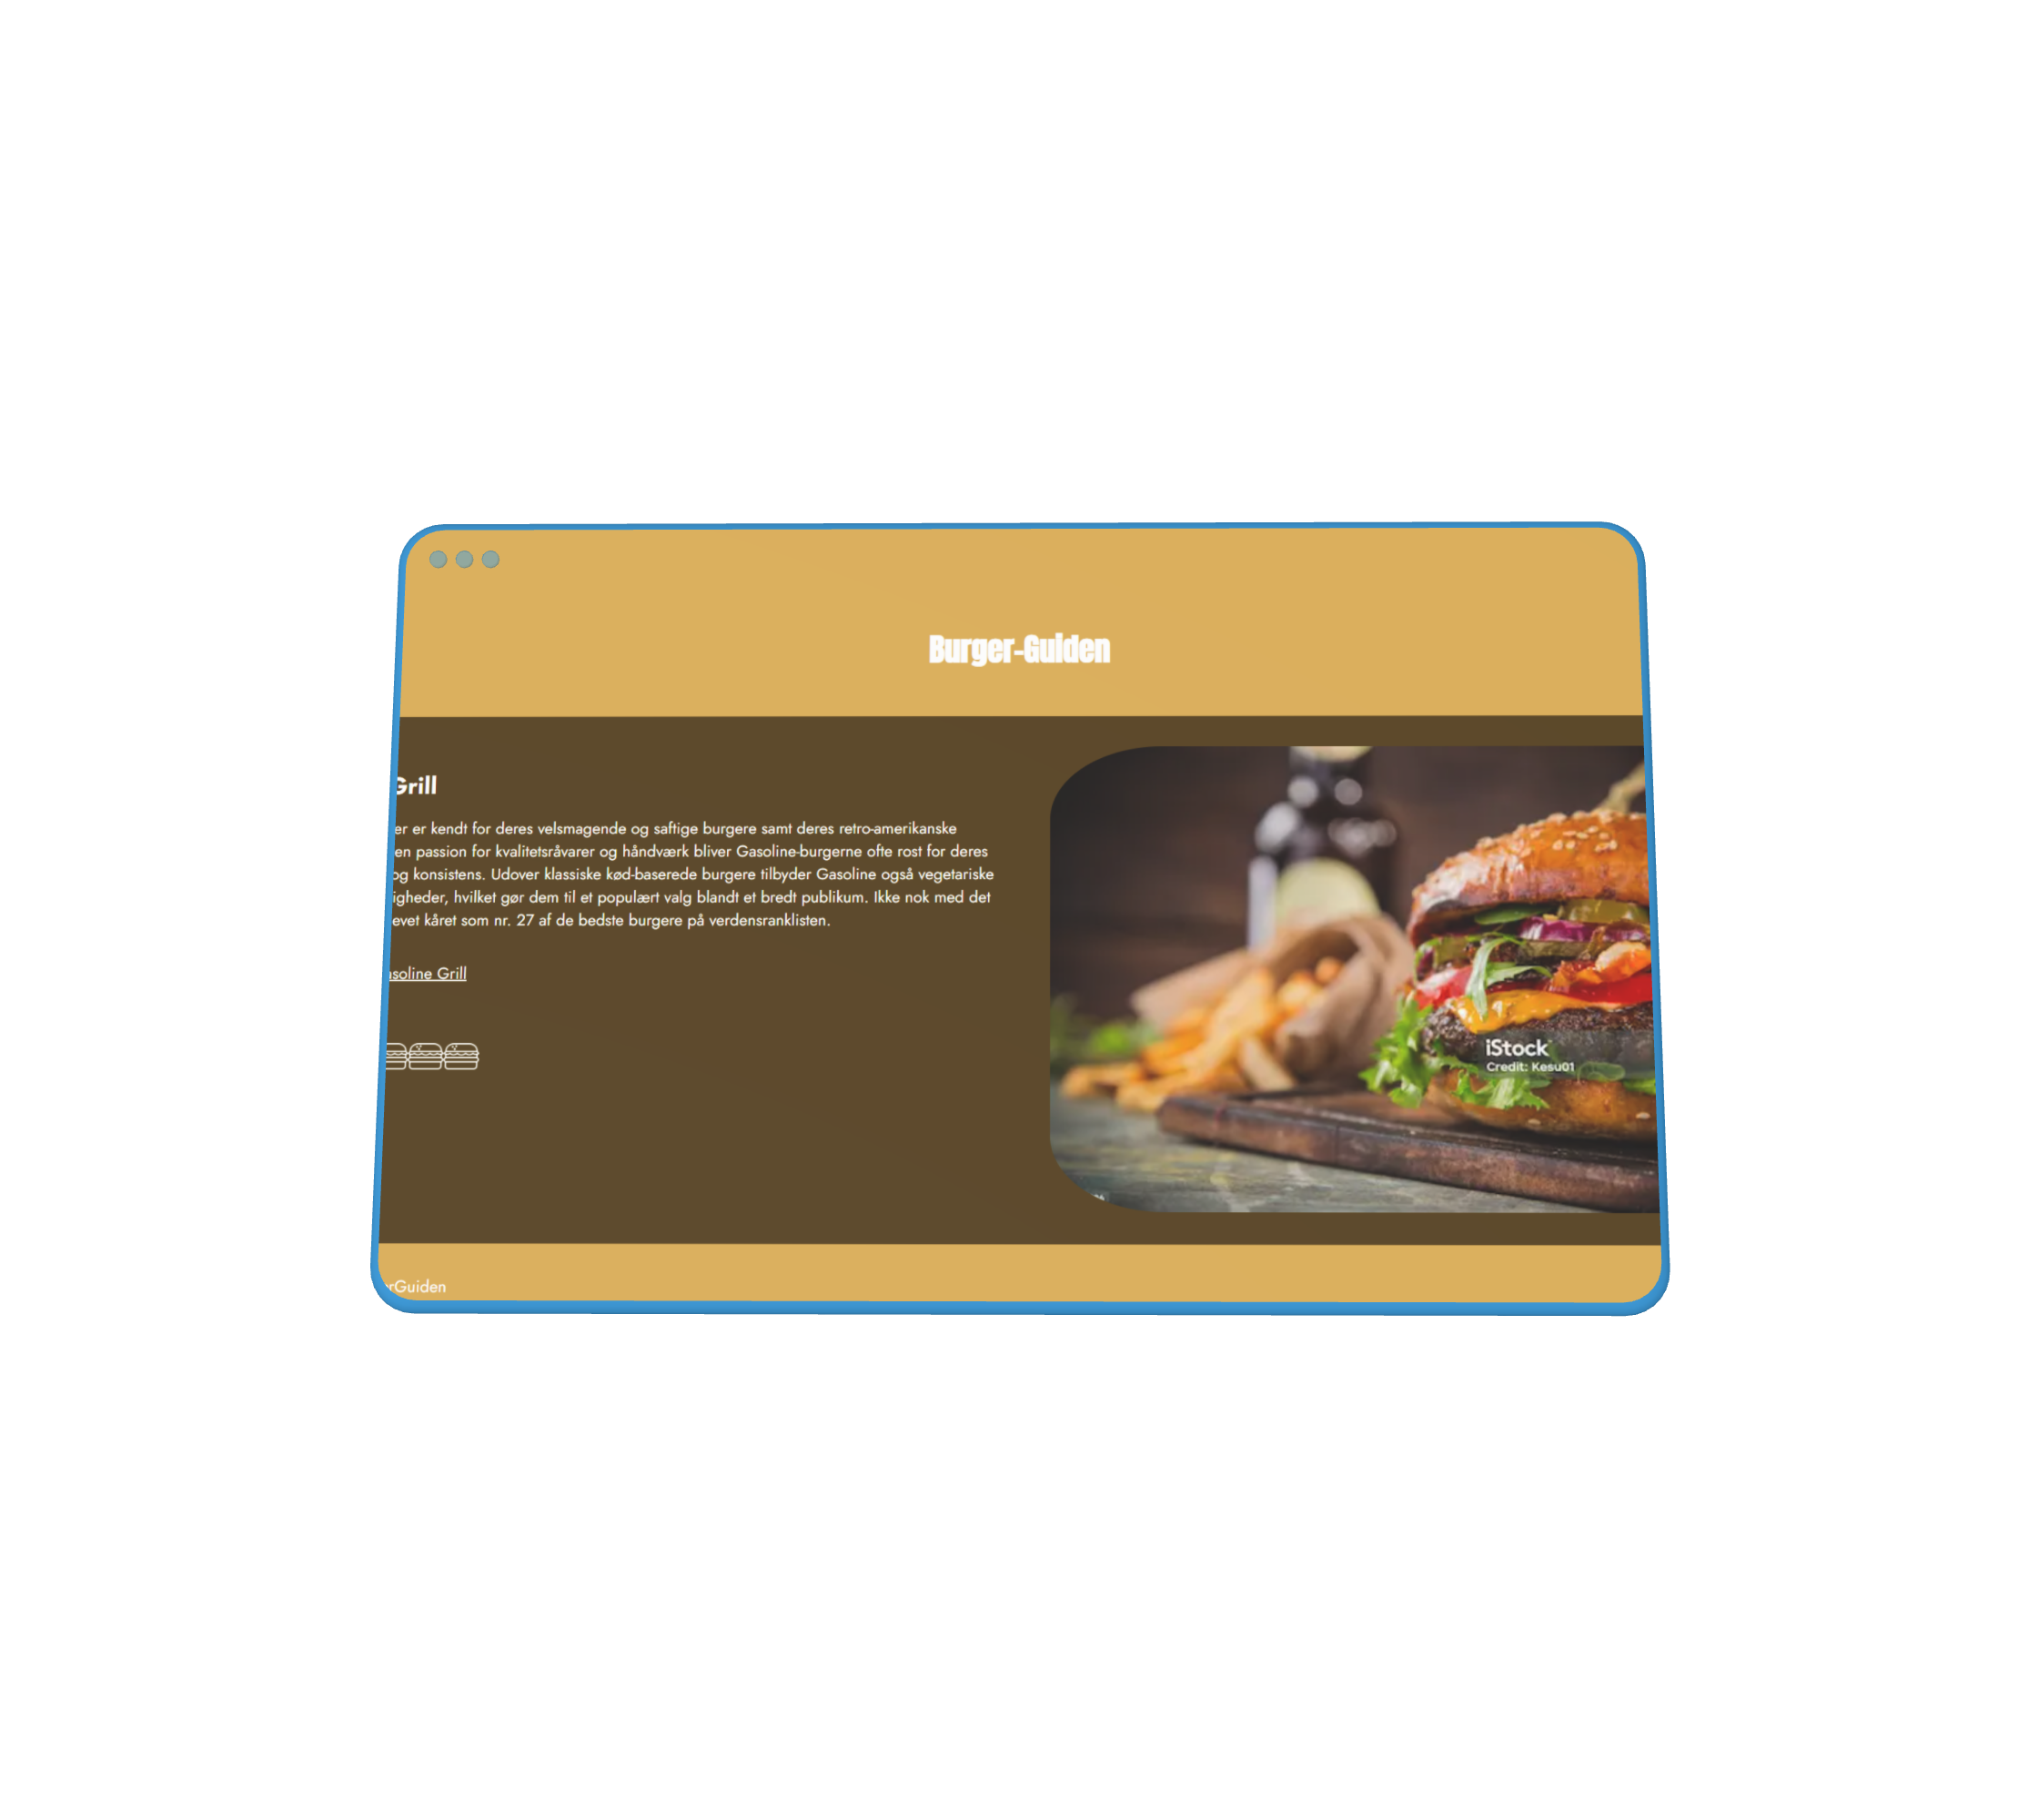 Burger-Guiden
Grill
er er kendt for deres velsmagende og saftige burgere samt deres retro-amerikanske
en passion for kvalitetsråvarer og håndværk bliver Gasoline-burgerne ofte rost for deres
og konsistens. Udover klassiske kød-baserede burgere tilbyder Gasoline også vegetariske
igheder, hvilket gør dem til et populært valg blandt et bredt publikum. Ikke nok med det
evet kåret som nr. 27 af de bedste burgere på verdensranklisten.
soline Grill
iStock
Credit: Kesu01
rGuiden